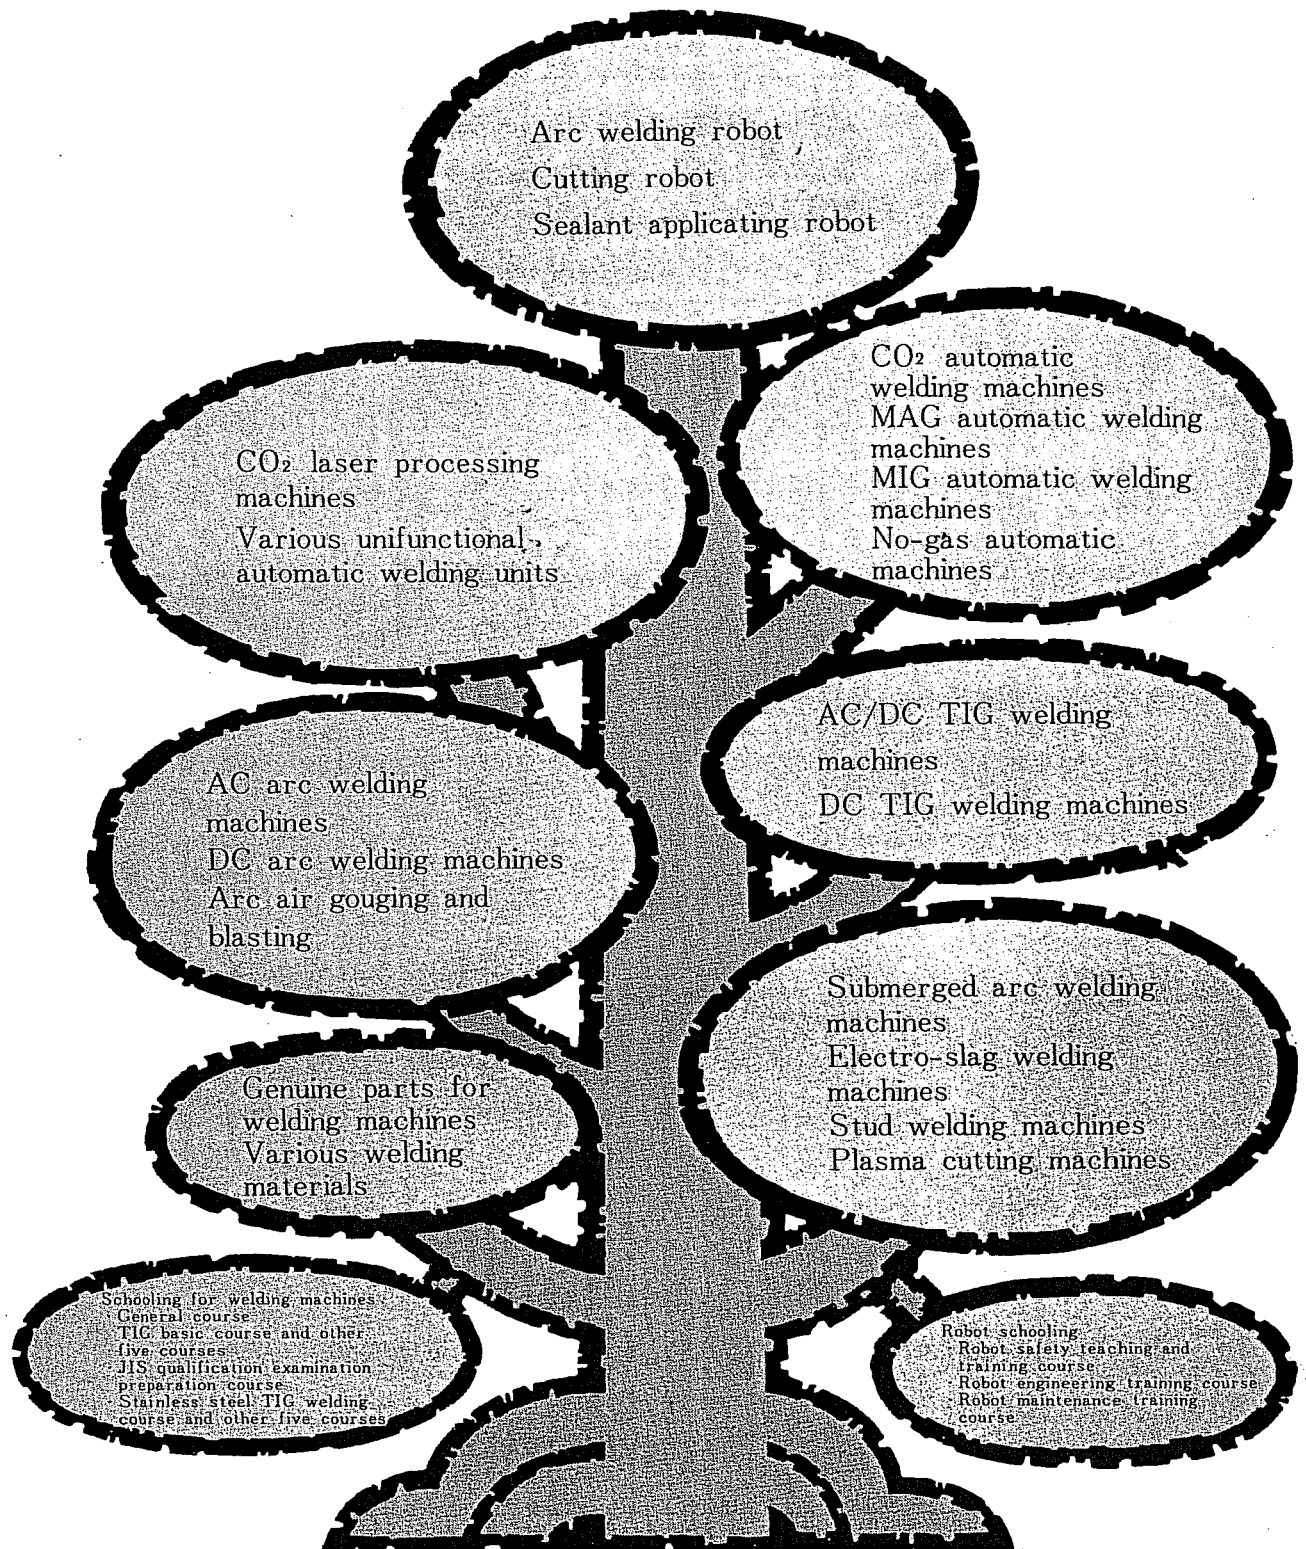 Arc welding robot
Cutting robot
Sealant applicating robot
CO₂ laser processing
machines
Various unifunctional
automatic welding units
CO₂ automatic
welding machines
MAG automatic welding
machines
MIG automatic welding
machines
No-gas automatic
machines
AC arc welding
machines
DC arc welding machines
Arc air gouging and
blasting
AC/DC TIG welding
machines
DC TIG welding machines
Genuine parts for
welding machines
Various welding
materials
Submerged arc welding
machines
Electro-slag welding
machines
Stud welding machines
Plasma cutting machines
Schooling for welding machines
General course
TIG basic course and other
five courses
JIS qualification examination
preparation course
Stainless steel TIG welding
course and other five courses
Robot schooling
Robot safety teaching and
training course
Robot engineering training course
Robot maintenance training
course